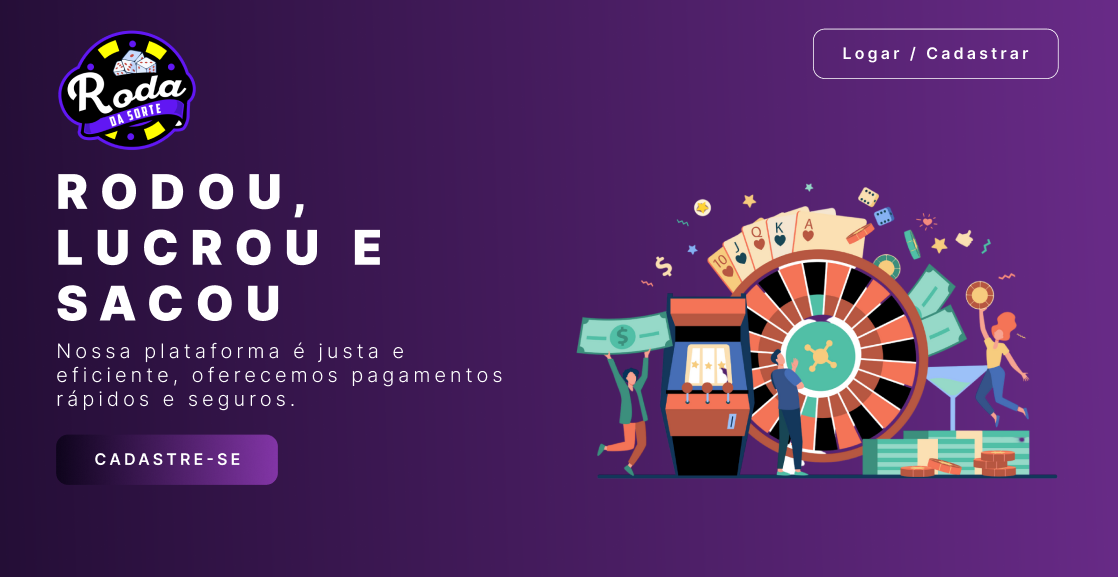 Roda
DA SORTE
Logar / Cadastrar
RODOU,
LUCROU E
SACOU
Nossa plataforma é justa e
eficiente, oferecemos pagamentos
rápidos e seguros.
CADASTRE-SE
10
J
Q
K
A
$
$